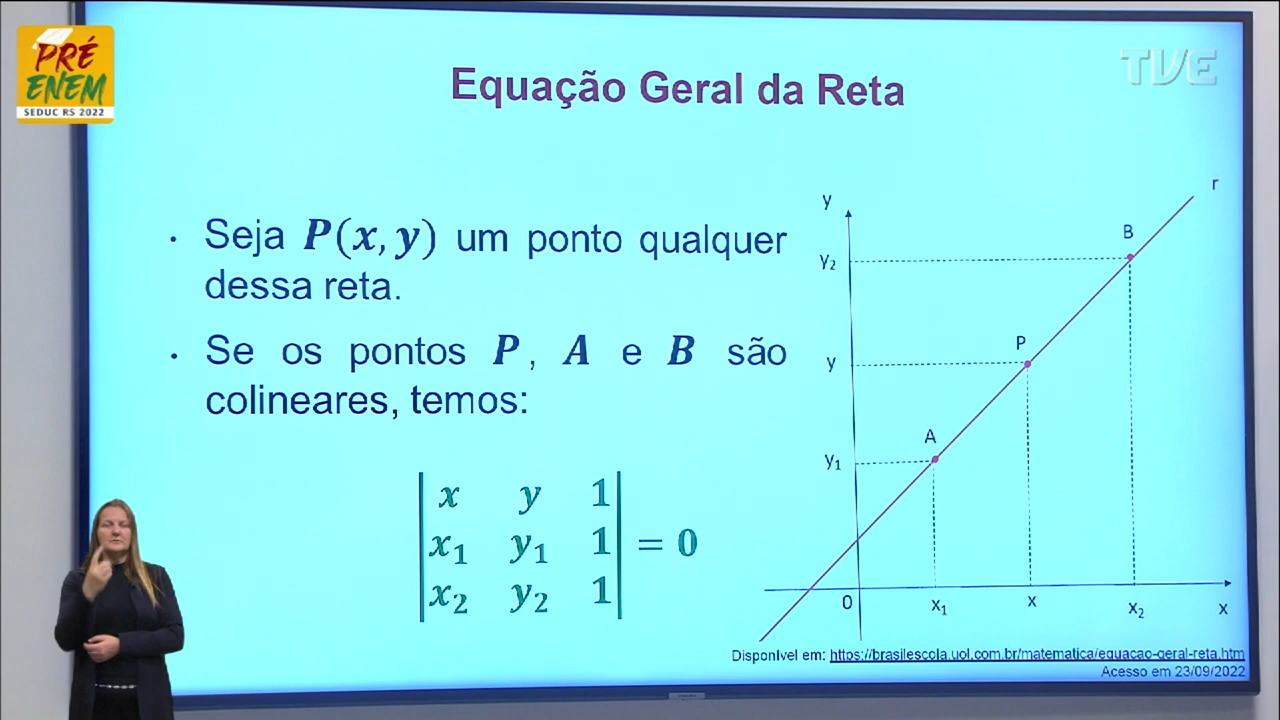 PRÉ
ENEM
SEDUC RS 2022
TVE
Equação Geral da Reta
• Seja P(x, y) um ponto qualquer
dessa reta.
• Se os pontos P, A e B são
colineares, temos:
x y 1
x₁ y₁ 1 = 0
x₂ y₂ 1
y
r
B
y₂
P
y
A
y₁
0
x₁
x
x₂
x
Disponível em: https://brasilescola.uol.com.br/matematica/equacao-geral-reta.htm
Acesso em 23/09/2022